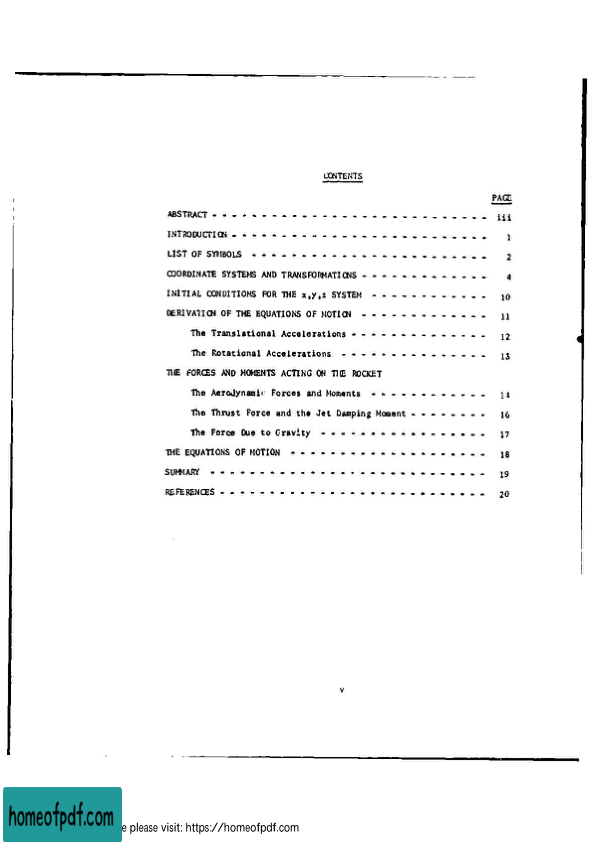 CONTENTS
PAGE
ABSTRACT - - - - - - - - - - - - - - - - - - - - - - - - - - - - iii
INTRODUCTION - - - - - - - - - - - - - - - - - - - - - - - - - - 1
LIST OF SYMBOLS - - - - - - - - - - - - - - - - - - - - - - - - 2
COORDINATE SYSTEMS AND TRANSFORMATIONS - - - - - - - - - - - - - 4
INITIAL CONDITIONS FOR THE x,y,z SYSTEM - - - - - - - - - - - - 10
DERIVATION OF THE EQUATIONS OF MOTION - - - - - - - - - - - - - 11
The Translational Accelerations - - - - - - - - - - - - - - 12
The Rotational Accelerations - - - - - - - - - - - - - - - 13
THE FORCES AND MOMENTS ACTING ON THE ROCKET
The Aerodynamic Forces and Moments - - - - - - - - - - - - 14
The Thrust Force and the Jet Damping Moment - - - - - - - - 16
The Force Due to Gravity - - - - - - - - - - - - - - - - - 17
THE EQUATIONS OF MOTION - - - - - - - - - - - - - - - - - - - - 18
SUMMARY - - - - - - - - - - - - - - - - - - - - - - - - - - - - 19
REFERENCES - - - - - - - - - - - - - - - - - - - - - - - - - - - 20
v
homeofpdf.com
e please visit: https://homeofpdf.com